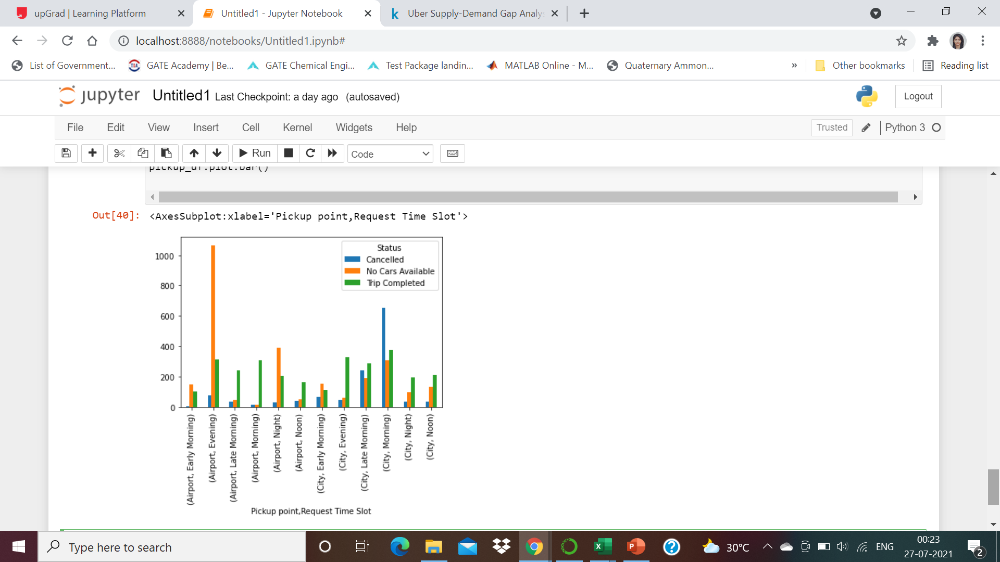 upGrad | Learning Platform
Untitled1 - Jupyter Notebook
Uber Supply-Demand Gap Analys
localhost:8888/notebooks/Untitled1.ipynb#
List of Government...
GATE Academy | Be...
GATE Chemical Engi...
Test Package landin...
MATLAB Online - M...
Quaternary Ammon...
»
Other bookmarks
Reading list
jupyter
Untitled1 Last Checkpoint: a day ago (autosaved)
Logout
File Edit View Insert Cell Kernel Widgets Help
Trusted
Python 3
Run
Code
pickup_df.plot.bar()
Out[40]: <AxesSubplot:xlabel='Pickup point,Request Time Slot'>
Status
Cancelled
No Cars Available
Trip Completed
1000
800
600
400
200
0
(Airport, Early Morning)
(Airport, Evening)
(Airport, Late Morning)
(Airport, Morning)
(Airport, Night)
(Airport, Noon)
(City, Early Morning)
(City, Evening)
(City, Late Morning)
(City, Morning)
(City, Night)
(City, Noon)
Pickup point,Request Time Slot
Type here to search
30°C
ENG
00:23
27-07-2021
2